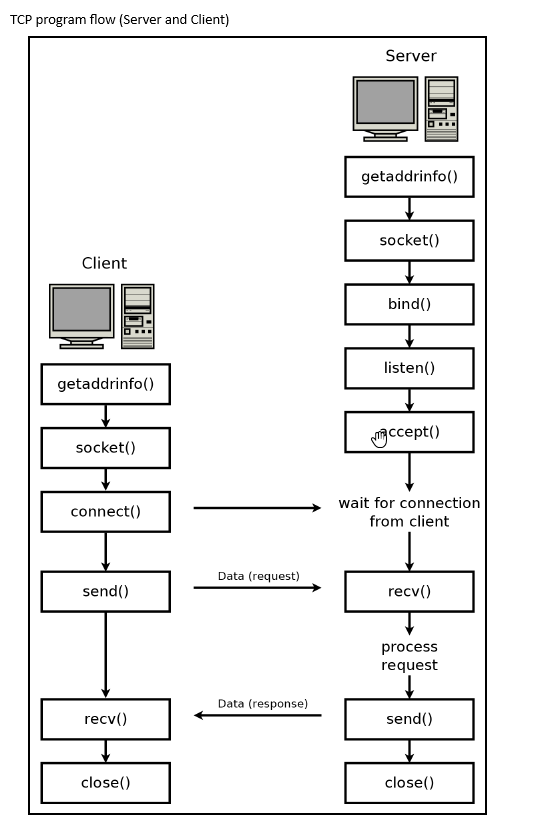 TCP program flow (Server and Client)
Server
getaddrinfo()
socket()
bind()
listen()
accept()
wait for connection
from client
recv()
process
request
send()
close()
Client
getaddrinfo()
socket()
connect()
send()
recv()
close()
Data (request)
Data (response)